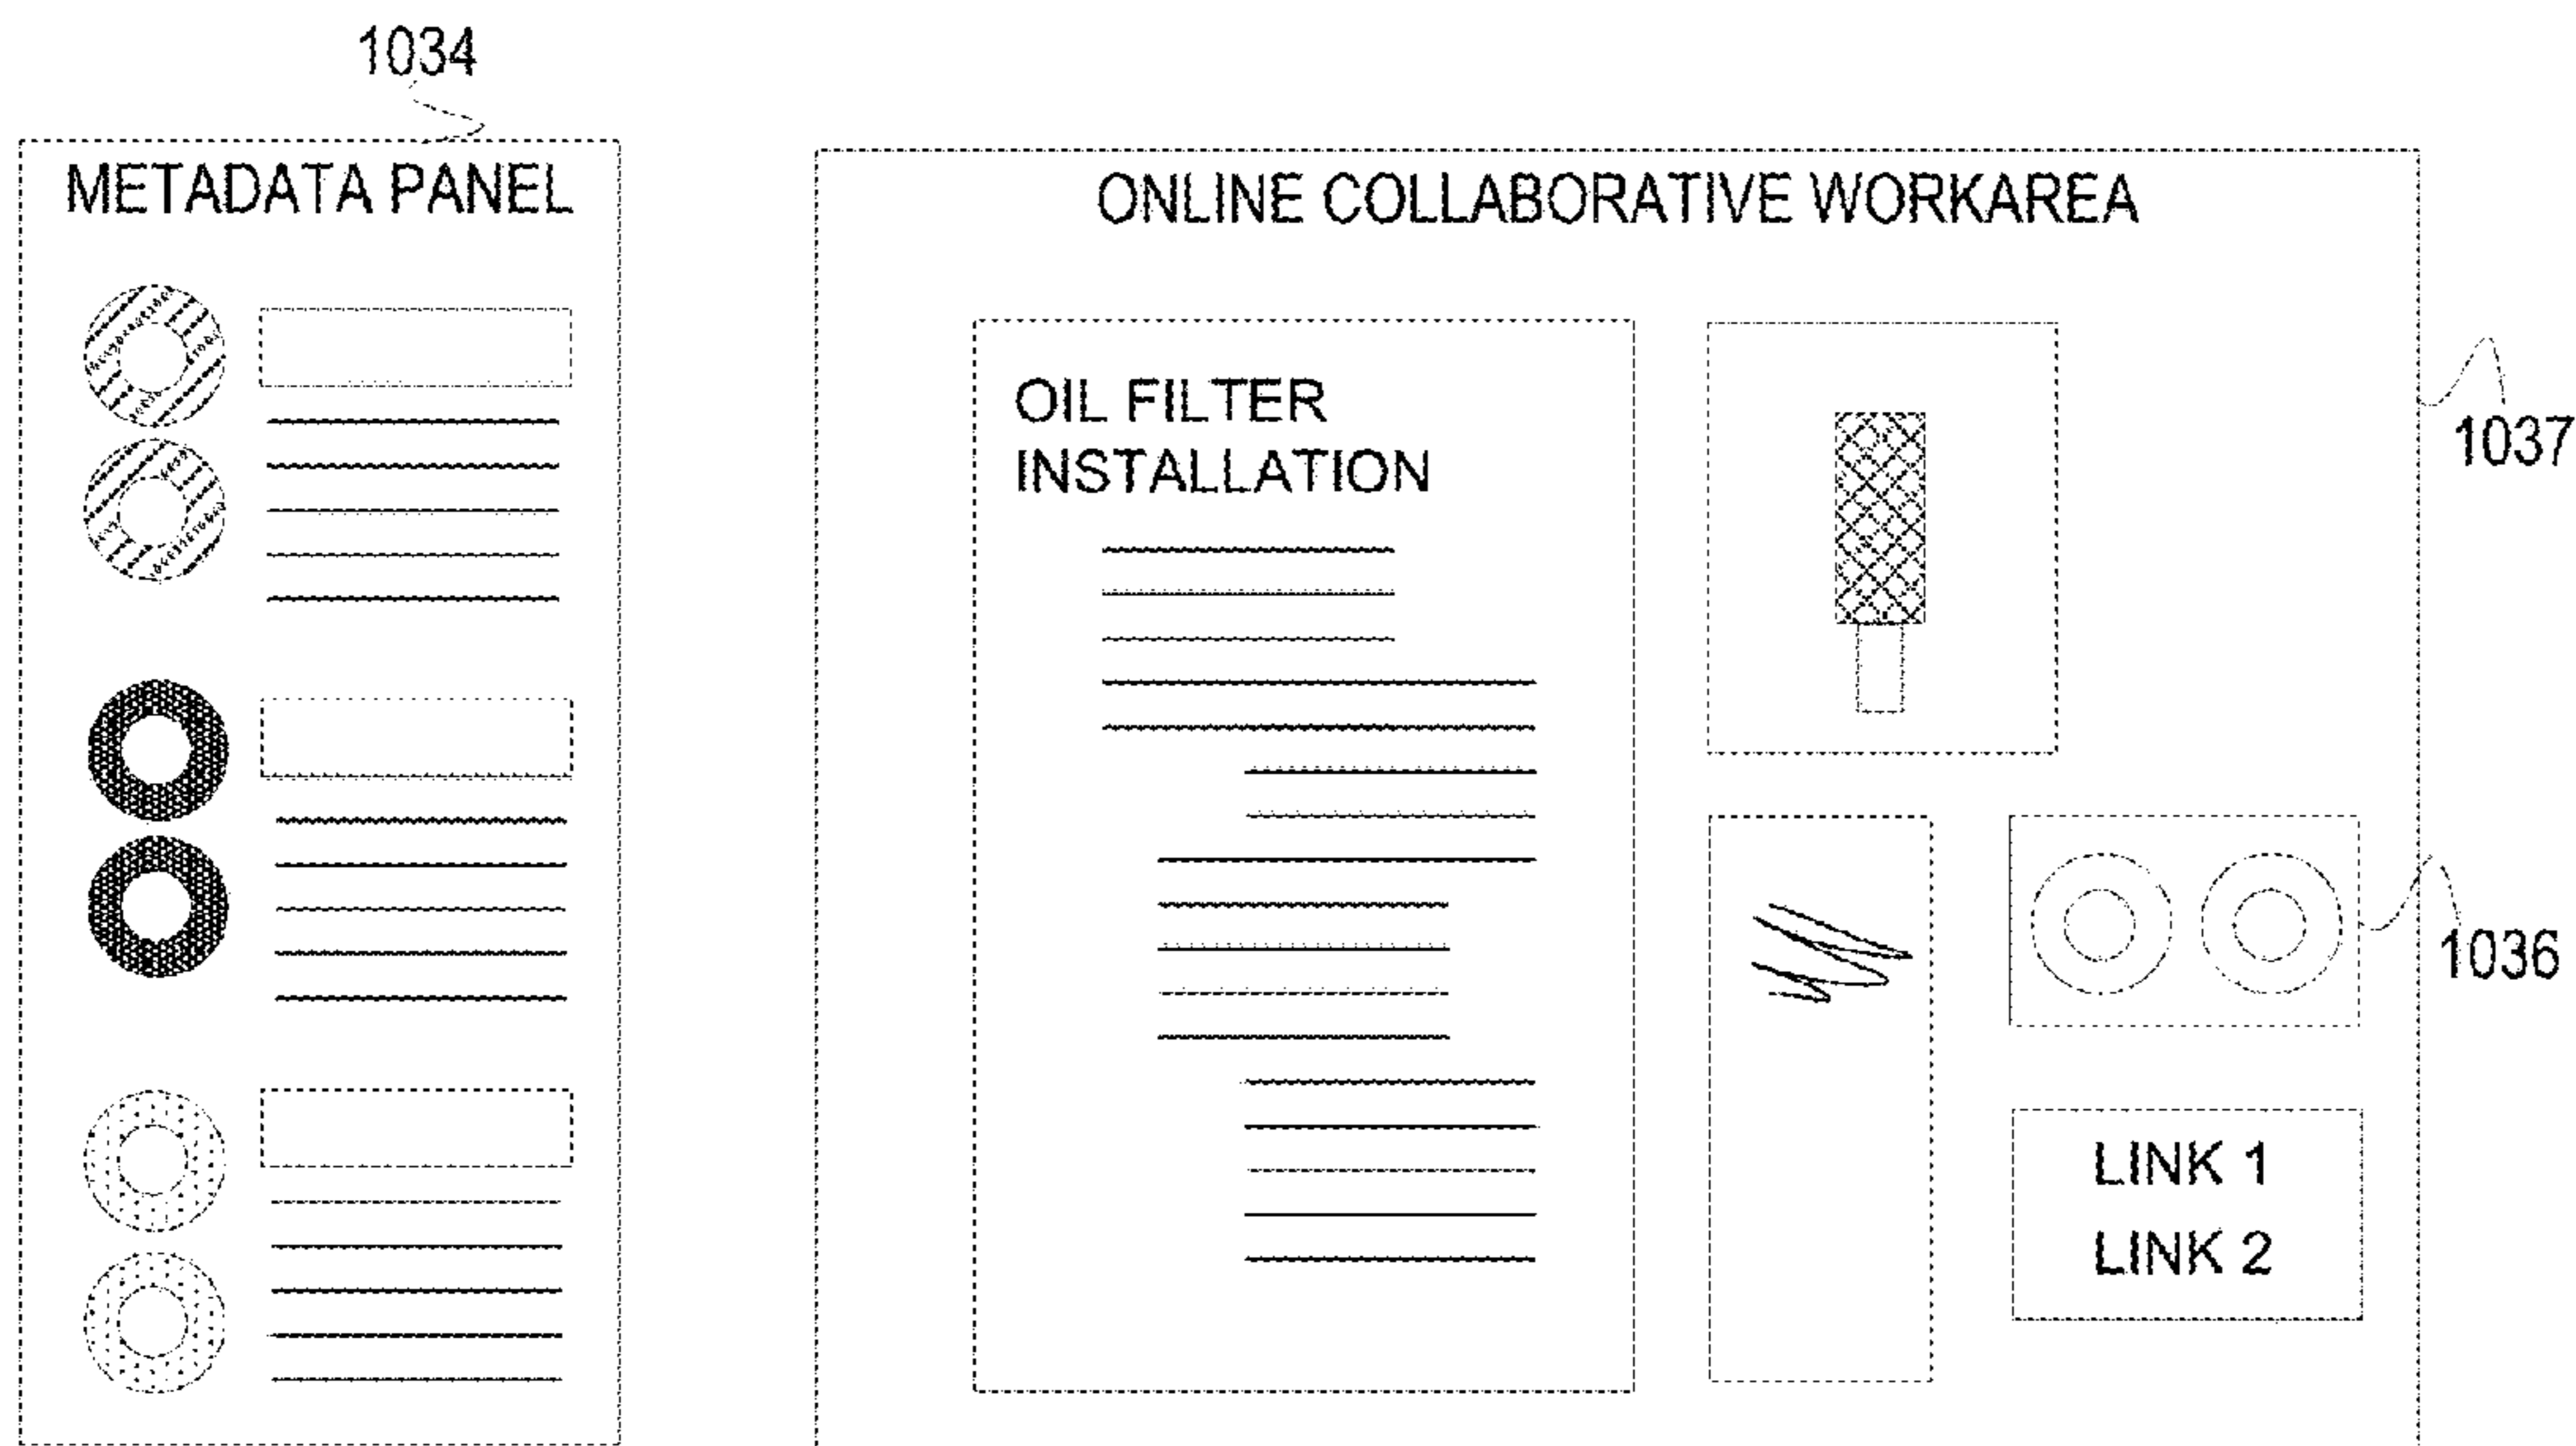 1034
METADATA PANEL
ONLINE COLLABORATIVE WORKAREA
OIL FILTER
INSTALLATION
1037
1036
LINK 1
LINK 2